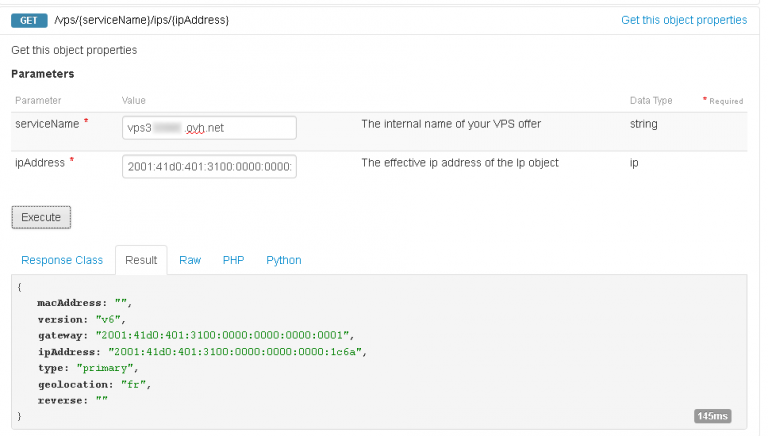 GET /vps/{serviceName}/ips/{ipAddress} Get this object properties
Get this object properties
Parameters
Parameter Value Data Type * Required
serviceName * vps3 .ovh.net The internal name of your VPS offer string
ipAddress * 2001:41d0:401:3100:0000:0000: The effective ip address of the Ip object ip
Execute
Response Class Result Raw PHP Python
{
macAddress: "",
version: "v6",
gateway: "2001:41d0:401:3100:0000:0000:0000:0001",
ipAddress: "2001:41d0:401:3100:0000:0000:0000:1c6a",
type: "primary",
geolocation: "fr",
reverse: ""
}
145ms